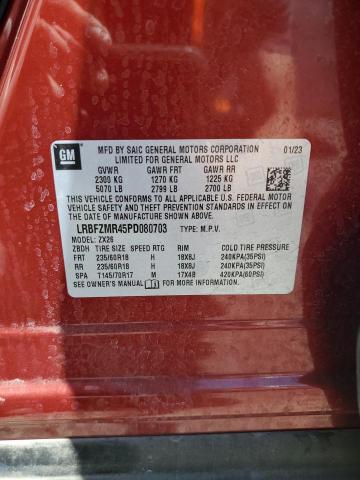 GM
MFD BY SAIC GENERAL MOTORS CORPORATION 01/23
LIMITED FOR GENERAL MOTORS LLC
GVWR GAWR FRT GAWR RR
2300 KG 1270 KG 1225 KG
5070 LB 2799 LB 2700 LB
THIS VEHICLE CONFORMS TO ALL APPLICABLE U.S. FEDERAL MOTOR
VEHICLE SAFETY AND THEFT PREVENTION STANDARDS IN EFFECT ON THE
DATE OF MANUFACTURE SHOWN ABOVE.
LRBFZMR45PD080703 TYPE: M.P.V.
MODEL: ZX26
ZBDH TIRE SIZE SPEED RTG RIM COLD TIRE PRESSURE
FRT 235/60R18 H 18X8J 240KPA(35PSI)
RR 235/60R18 H 18X8J 240KPA(35PSI)
SPA T145/70R17 M 17X4B 420KPA(60PSI)
SEE OWNER'S MANUAL FOR MORE INFORMATION.